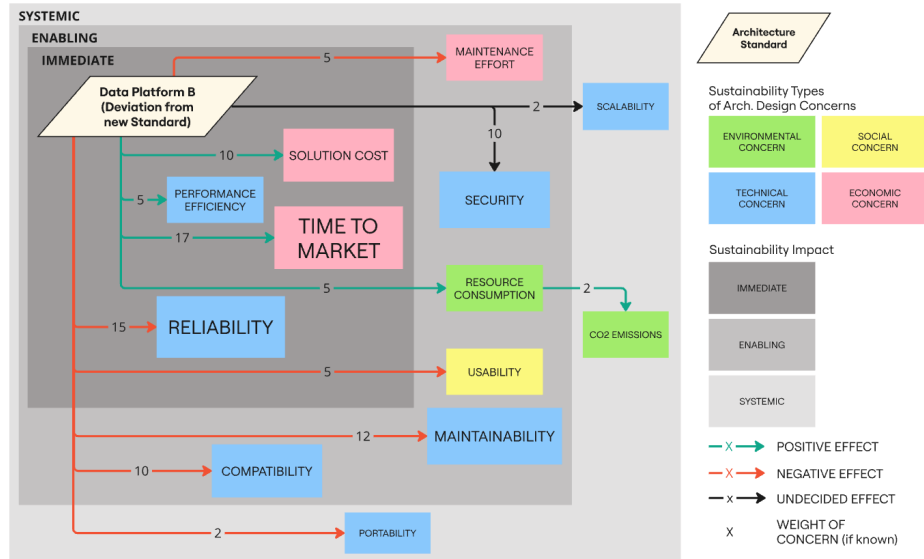 SYSTEMIC
ENABLING
IMMEDIATE
Data Platform B
(Deviation from
new Standard)
5
MAINTENANCE
EFFORT
2
SCALABILITY
10
SECURITY
10
SOLUTION COST
5
PERFORMANCE
EFFICIENCY
17
TIME TO
MARKET
5
RESOURCE
CONSUMPTION
2
CO2 EMISSIONS
15
RELIABILITY
5
USABILITY
12
MAINTAINABILITY
10
COMPATIBILITY
2
PORTABILITY
Architecture
Standard
Sustainability Types
of Arch. Design Concerns
ENVIRONMENTAL
CONCERN
SOCIAL
CONCERN
TECHNICAL
CONCERN
ECONOMIC
CONCERN
Sustainability Impact
IMMEDIATE
ENABLING
SYSTEMIC
X POSITIVE EFFECT
X NEGATIVE EFFECT
x UNDECIDED EFFECT
X WEIGHT OF
CONCERN (if known)